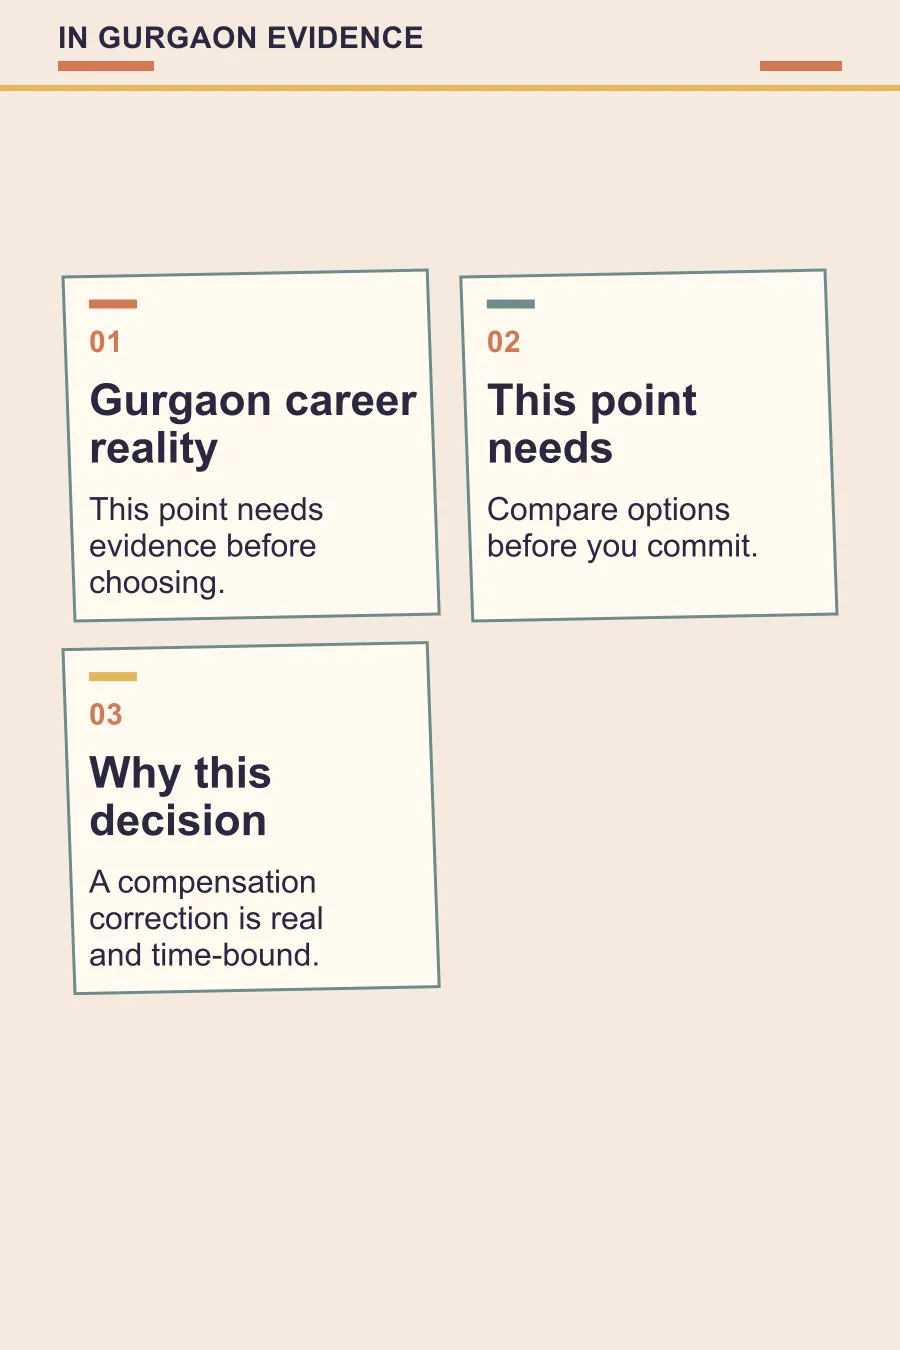 IN GURGAON EVIDENCE
01
Gurgaon career
reality
This point needs
evidence before
choosing.
02
This point
needs
Compare options
before you commit.
03
Why this
decision
A compensation
correction is real
and time-bound.